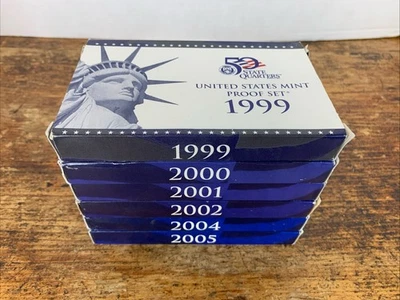 50
STATE
QUARTERS
UNITED STATES MINT
PROOF SET
1999
1999
2000
2001
2002
2004
2005